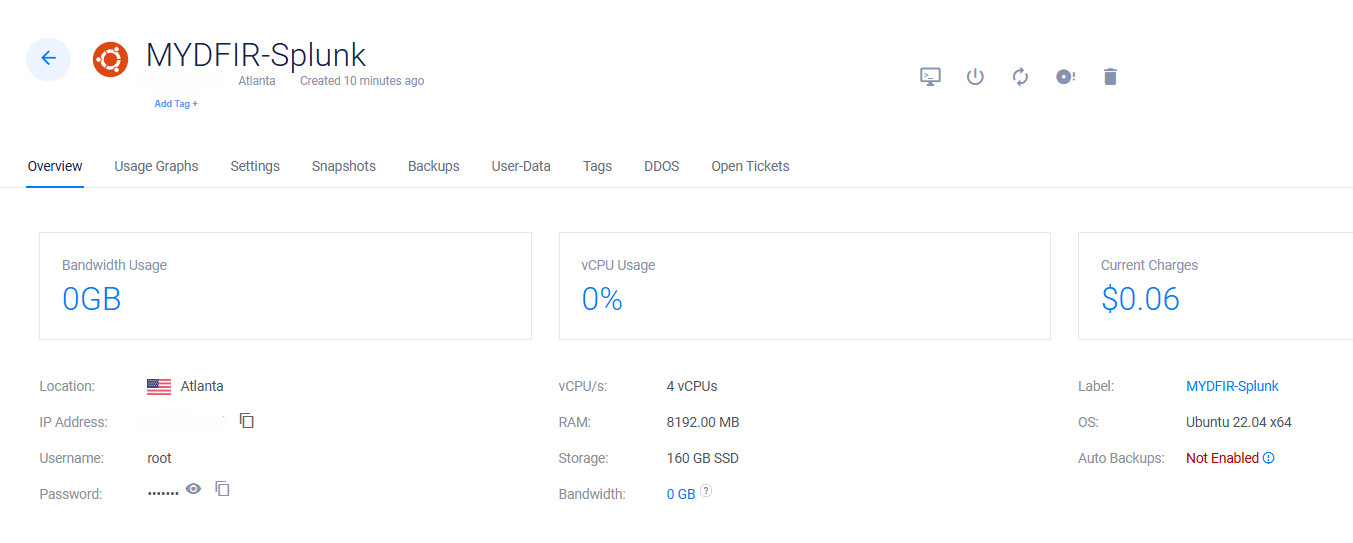 MYDFIR-Splunk
Atlanta Created 10 minutes ago
Add Tag +
Overview Usage Graphs Settings Snapshots Backups User-Data Tags DDOS Open Tickets
Bandwidth Usage
0GB
vCPU Usage
0%
Current Charges
$0.06
Location: Atlanta
IP Address:
Username: root
Password: .......
vCPU/s: 4 vCPUs
RAM: 8192.00 MB
Storage: 160 GB SSD
Bandwidth: 0 GB ?
Label: MYDFIR-Splunk
OS: Ubuntu 22.04 x64
Auto Backups: Not Enabled